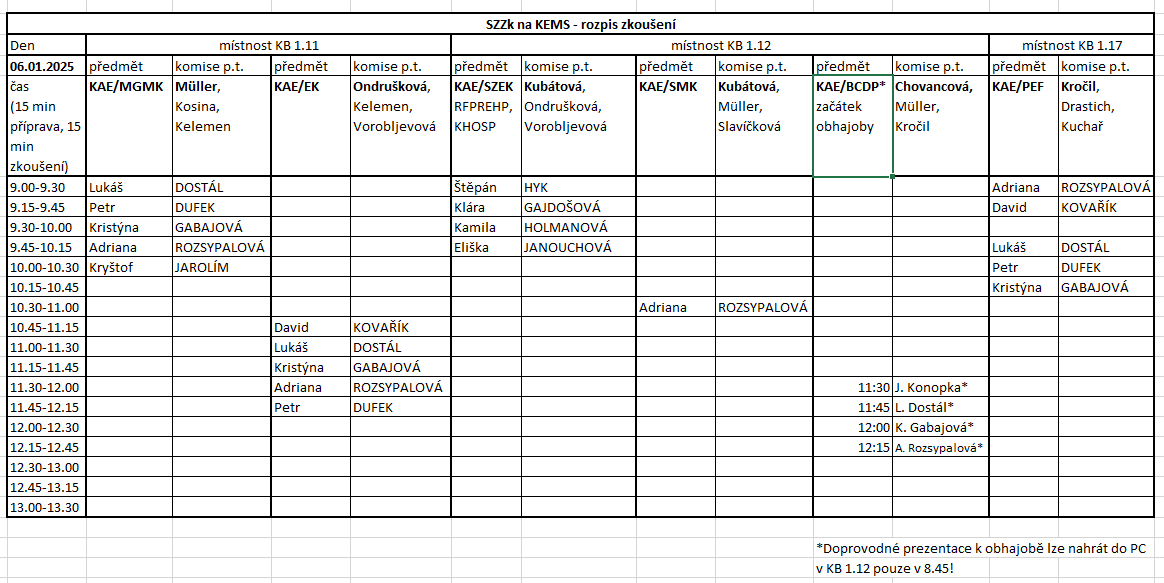 SZZk na KEMS - rozpis zkoušení
Den místnost KB 1.11 místnost KB 1.12 místnost KB 1.17
06.01.2025 předmět komise p.t. předmět komise p.t. předmět komise p.t. předmět komise p.t. předmět komise p.t. předmět komise p.t.
čas KAE/MGMK Müller, KAE/EK Ondrušková, KAE/SZEK Kubátová, KAE/SMK Kubátová, KAE/BCDP* Chovancová, KAE/PEF Kročil,
(15 min Kosina, Kelemen, RFPREHP, Ondrušková, Müller, začátek Müller, Drastich,
příprava, 15 Kelemen Vorobljevová KHOSP Vorobljevová Slavíčková obhajoby Kročil Kuchař
min
zkoušení)
9.00-9.30 Lukáš DOSTÁL Štěpán HYK Adriana ROZSYPALOVÁ
9.15-9.45 Petr DUFEK Klára GAJDOŠOVÁ David KOVAŘÍK
9.30-10.00 Kristýna GABAJOVÁ Kamila HOLMANOVÁ
9.45-10.15 Adriana ROZSYPALOVÁ Eliška JANOUCHOVÁ Lukáš DOSTÁL
10.00-10.30 Kryštof JAROLÍM Petr DUFEK
10.15-10.45 Kristýna GABAJOVÁ
10.30-11.00 Adriana ROZSYPALOVÁ
10.45-11.15 David KOVAŘÍK
11.00-11.30 Lukáš DOSTÁL
11.15-11.45 Kristýna GABAJOVÁ
11.30-12.00 Adriana ROZSYPALOVÁ 11:30 J. Konopka*
11.45-12.15 Petr DUFEK 11:45 L. Dostál*
12.00-12.30 12:00 K. Gabajová*
12.15-12.45 12:15 A. Rozsypalová*
12.30-13.00
12.45-13.15
13.00-13.30
*Doprovodné prezentace k obhajobě lze nahrát do PC
v KB 1.12 pouze v 8.45!